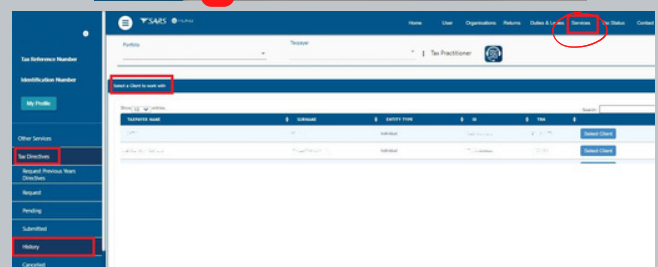 SARS eFiling
Home User Organisations Returns Duties & Levies Services Tax Status Contact
Portfolio
Taxpayer
Tax Practitioner
Tax Reference Number
Identification Number
My Profile
Select a Client to work with
Show 10 entries
Search:
TAXPAYER NAME SURNAME ENTITY TYPE ID TRN
Individual Select Client
Individual Select Client
Other Services
Tax Directives
Request Previous Years
Directives
Request
Pending
Submitted
History
Cancelled